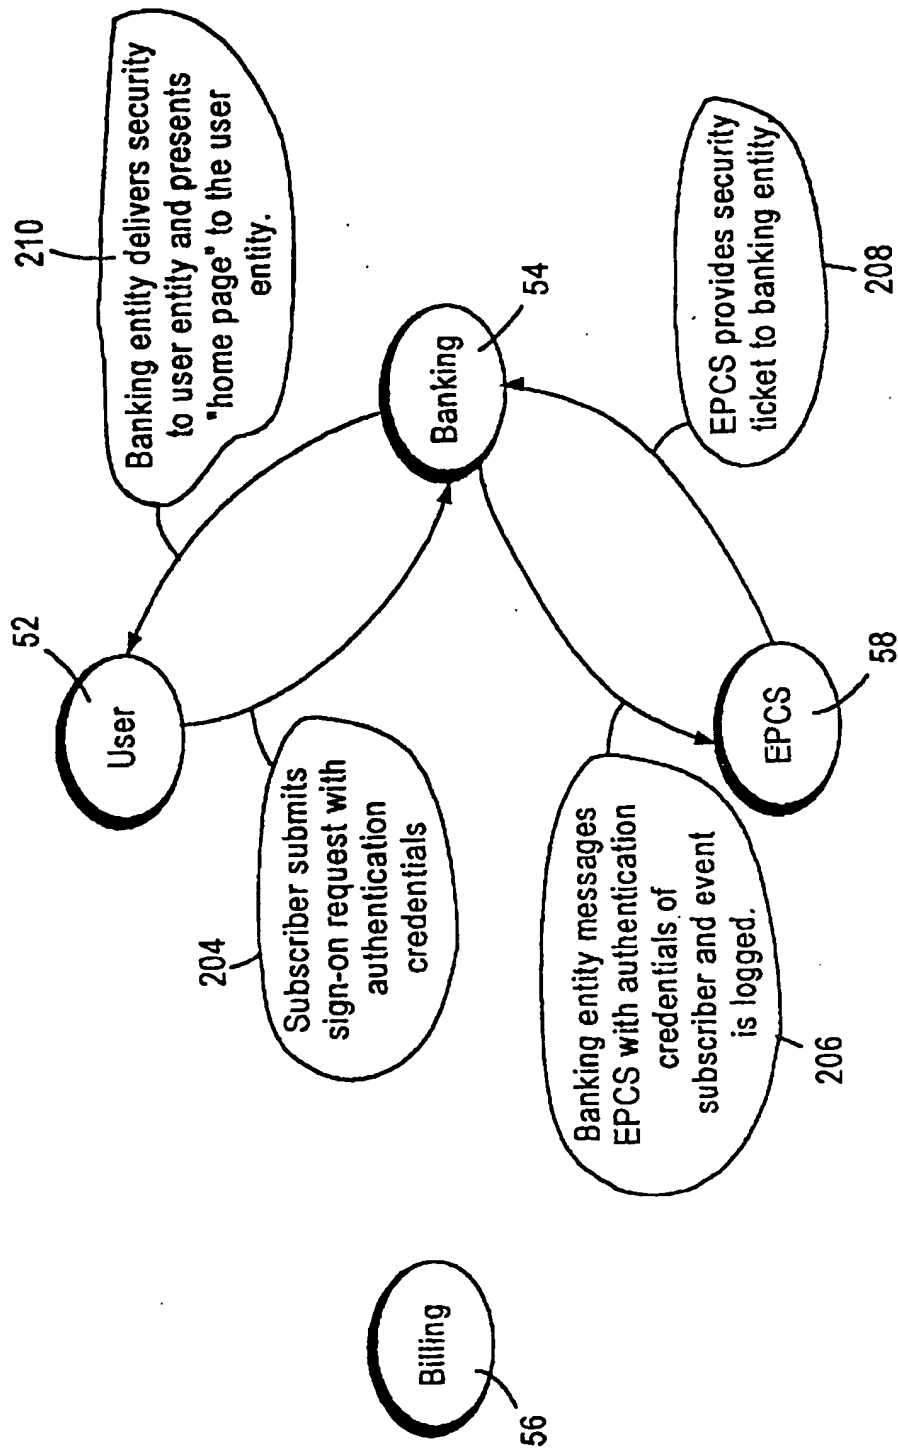 210
Banking entity delivers security
to user entity and presents
"home page" to the user
entity.
52
User
204
Subscriber submits
sign-on request with
authentication
credentials
Banking
54
Banking entity messages
EPCS with authentication
credentials of
subscriber and event
is logged.
206
EPCS provides security
ticket to banking entity.
208
EPCS
58
Billing
56